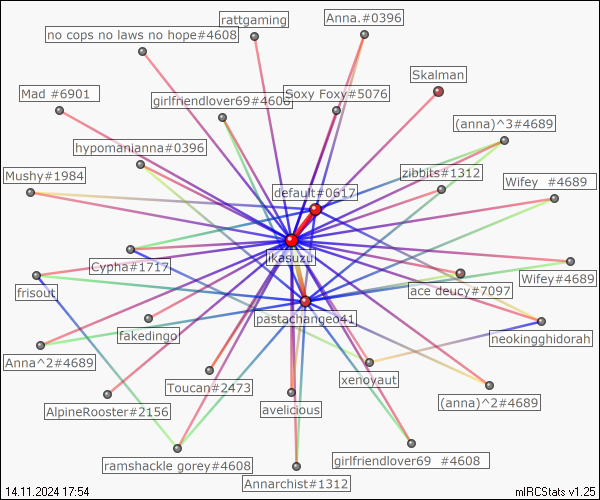 rattgaming
Anna.#0396
no cops no laws no hope#4608
Skalman
Mad #6901
girlfriendlover69#4608
Soxy Foxy#5076
(anna)^3#4689
hypomanianna#0396
Mushy#1984
zibbits#1312
Wifey #4689
default#0617
ikasuzu
Cypha#1717
Wifey#4689
frisout
ace deucy#7097
pastachangeo41
fakedingo
neokingghidorah
Anna^2#4689
xenoyaut
Toucan#2473
(anna)^2#4689
AlpineRooster#2156
avelicious
ramshackle gorey#4608
girlfriendlover69 #4608
Annarchist#1312
14.11.2024 17:54
mIRCStats v1.25